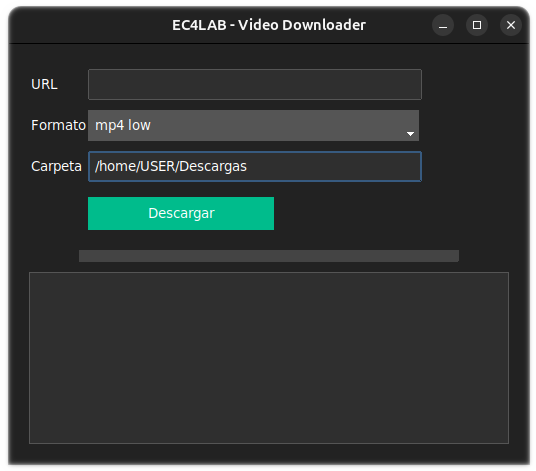 EC4LAB - Video Downloader
URL
Formato mp4 low
Carpeta /home/USER/Descargas
Descargar